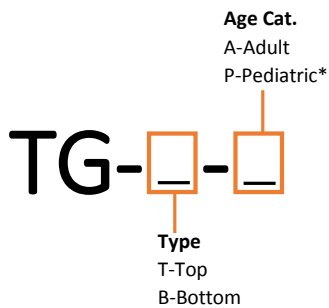 Age Cat.
A-Adult
P-Pediatric*
TG-_-_
Type
T-Top
B-Bottom